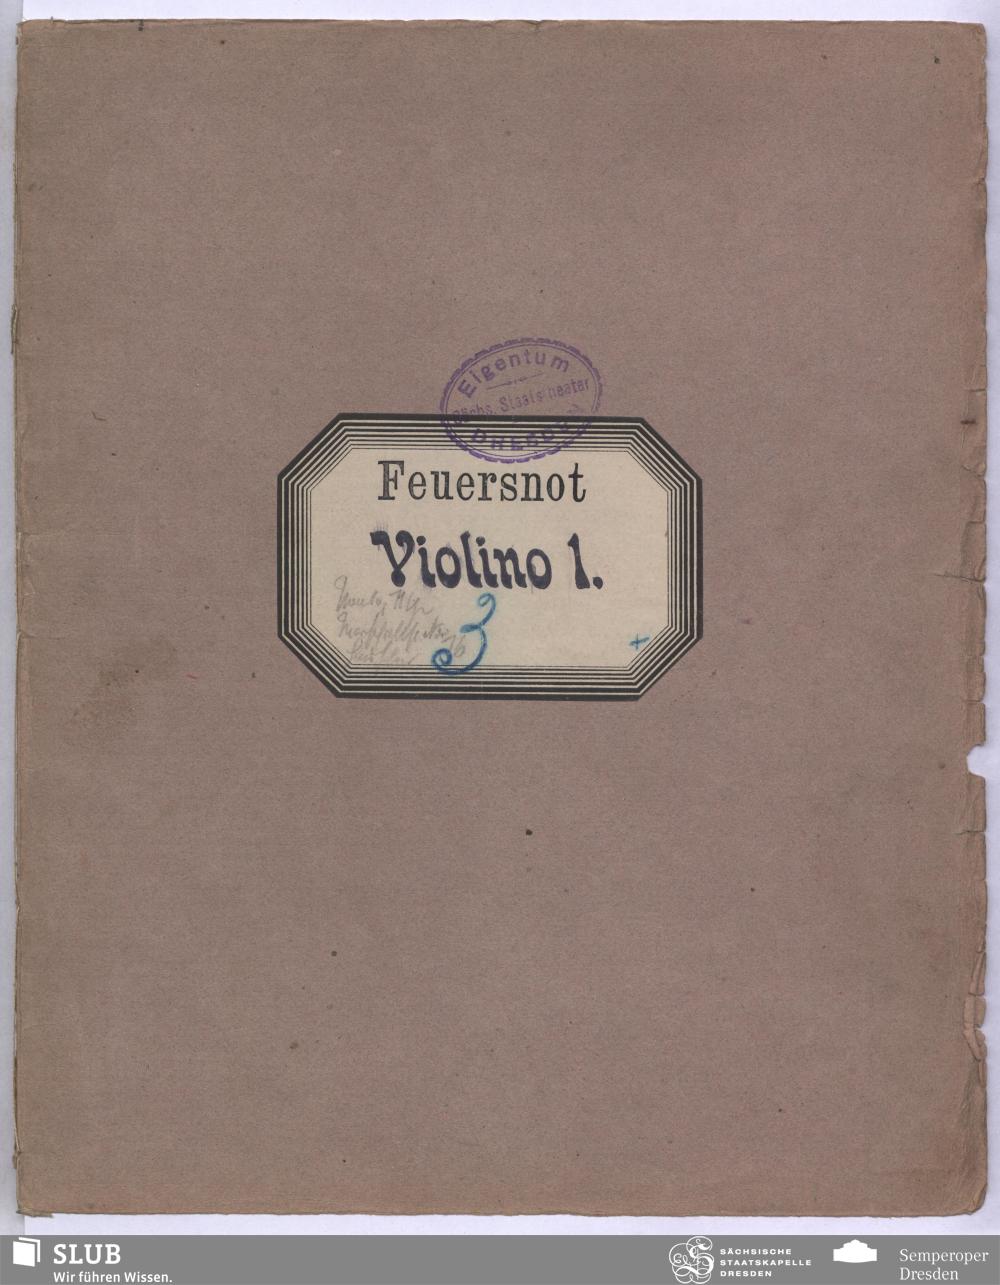 Eigentum
Sächs. Staatstheater
DRESDEN
Feuersnot
Violino 1.
3
+
SLUB
Wir führen Wissen.
SÄCHSISCHE
STAATSKAPELLE
DRESDEN
Semperoper
Dresden